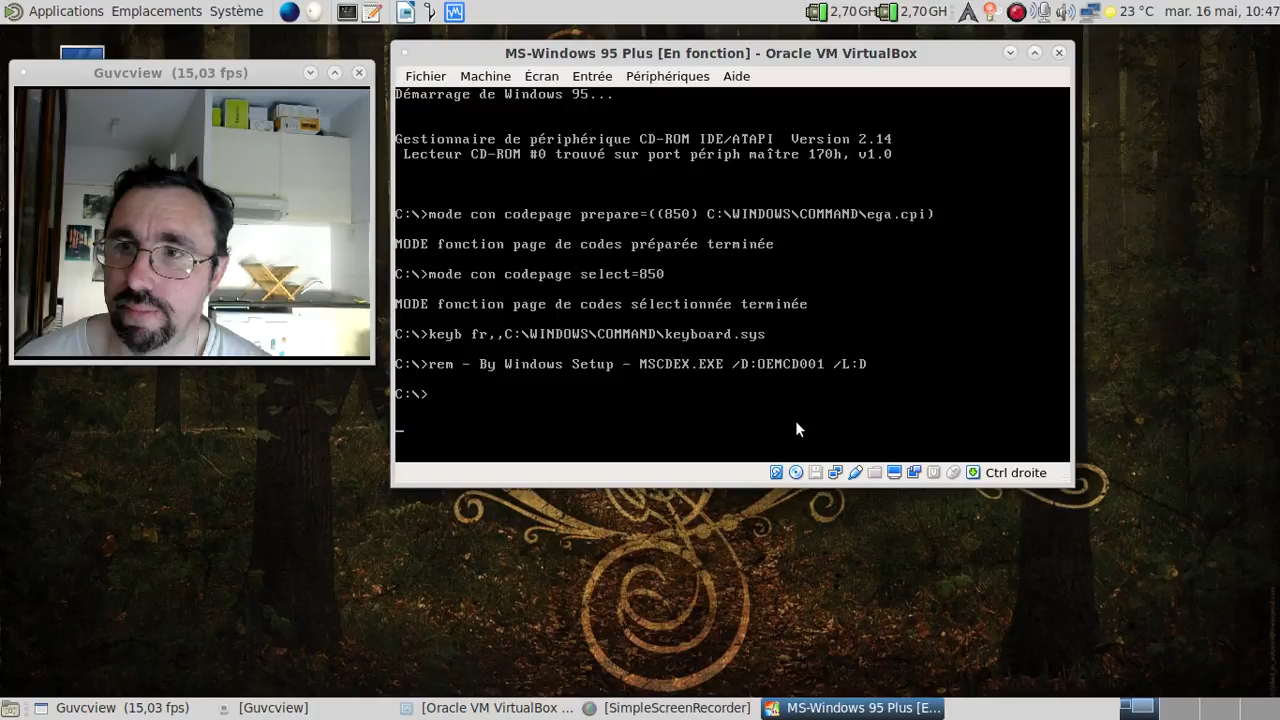 Applications Emplacements Système
2,70 GH 2,70 GH 23 °C mar. 16 mai, 10:47
Guvcview (15,03 fps)
MS-Windows 95 Plus [En fonction] - Oracle VM VirtualBox
Fichier Machine Écran Entrée Périphériques Aide
Démarrage de Windows 95...
Gestionnaire de périphérique CD-ROM IDE/ATAPI Version 2.14
Lecteur CD-ROM #0 trouvé sur port périph maître 170h, v1.0
C:\>mode con codepage prepare=((850) C:\WINDOWS\COMMAND\ega.cpi)
MODE fonction page de codes préparée terminée
C:\>mode con codepage select=850
MODE fonction page de codes sélectionnée terminée
C:\>keyb fr,,C:\WINDOWS\COMMAND\keyboard.sys
C:\>rem - By Windows Setup - MSCDEX.EXE /D:OEMCD001 /L:D
C:\>
Ctrl droite
Guvcview (15,03 fps) [Guvcview] [Oracle VM VirtualBox ... [SimpleScreenRecorder] MS-Windows 95 Plus [E...